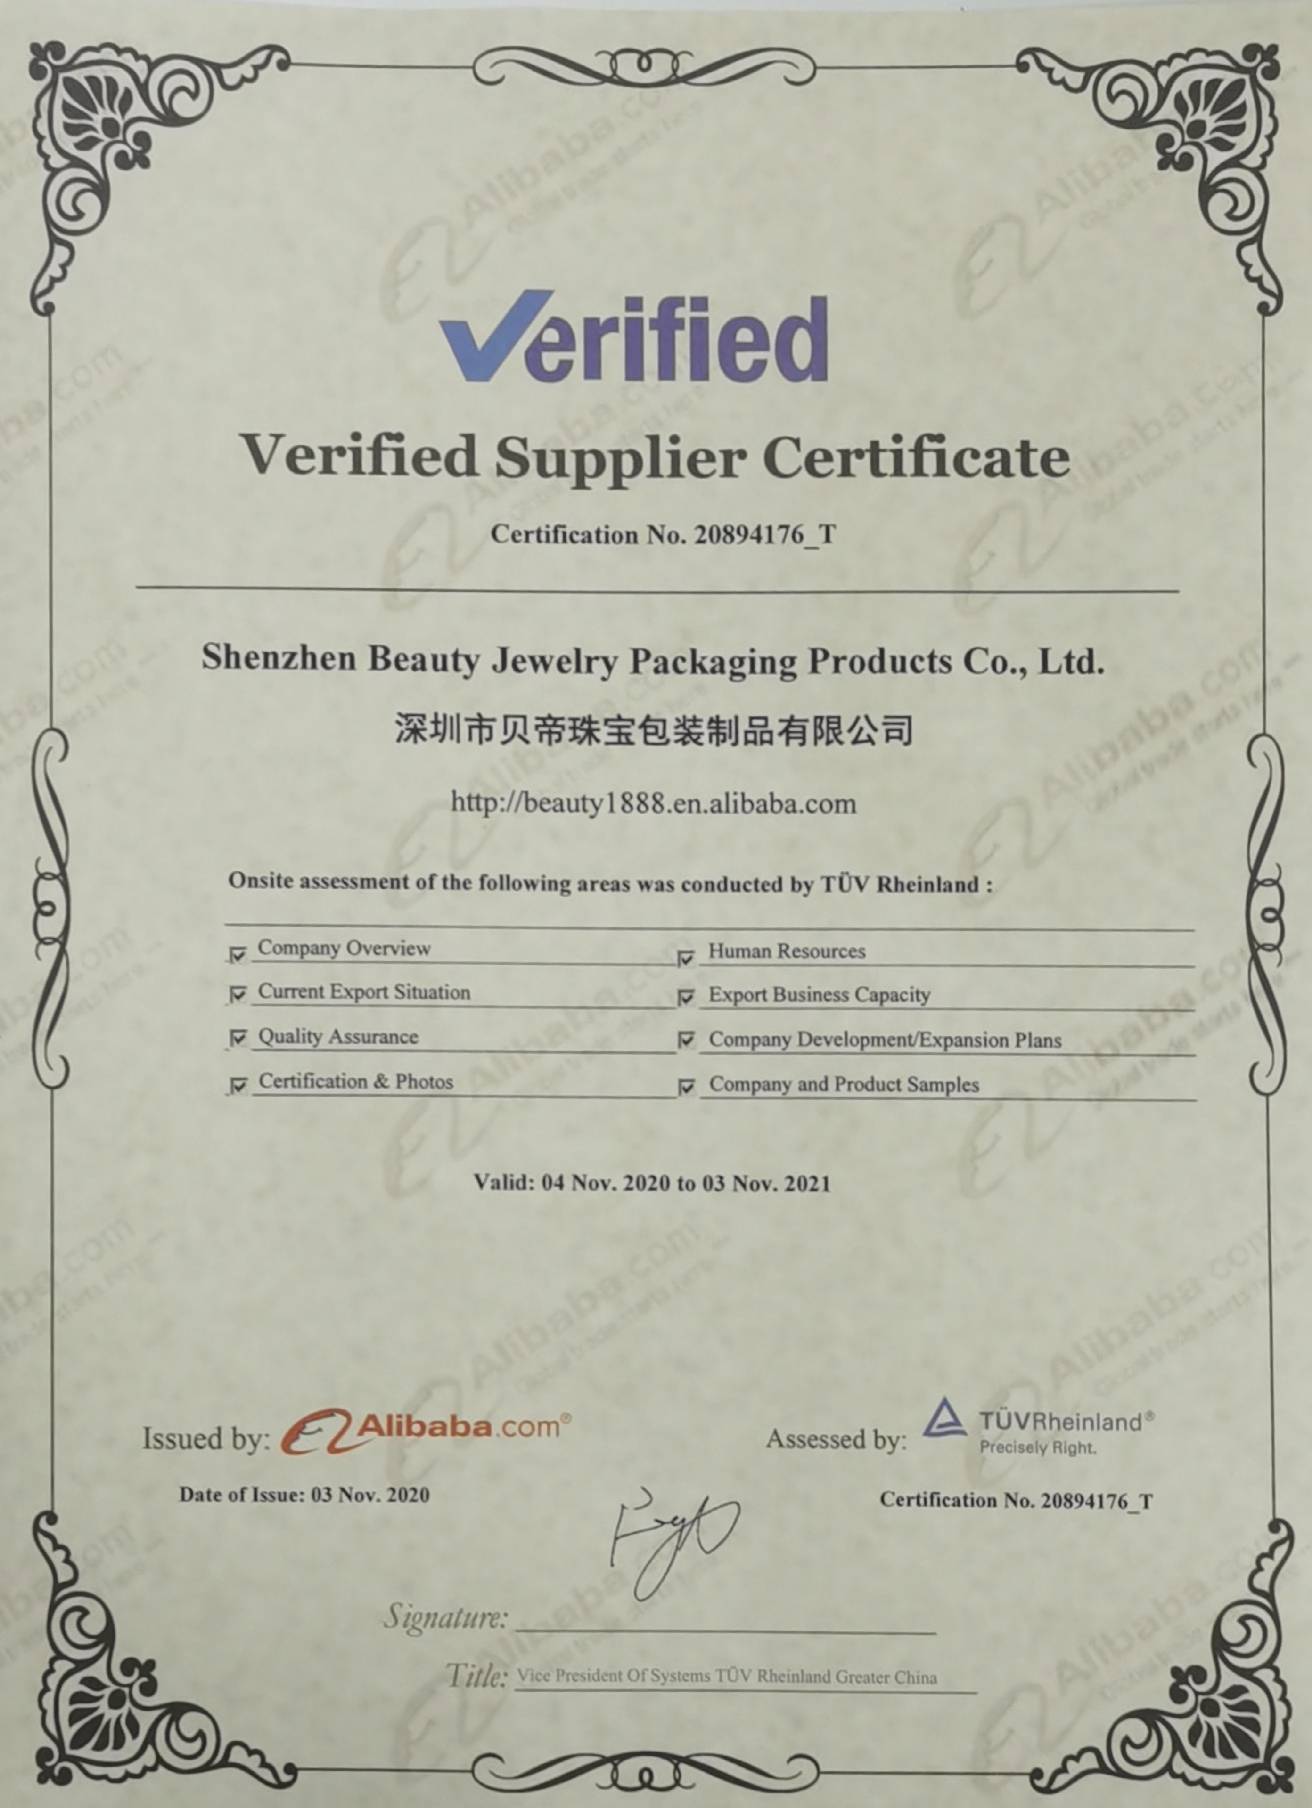 Verified
Verified Supplier Certificate
Certification No. 20894176_T
Shenzhen Beauty Jewelry Packaging Products Co., Ltd.
深圳市贝帝珠宝包装制品有限公司
http://beauty1888.en.alibaba.com
Onsite assessment of the following areas was conducted by TÜV Rheinland :
Company Overview Human Resources
Current Export Situation Export Business Capacity
Quality Assurance Company Development/Expansion Plans
Certification & Photos Company and Product Samples
Valid: 04 Nov. 2020 to 03 Nov. 2021
Issued by: Alibaba.com® Assessed by: TÜVRheinland®
Precisely Right.
Date of Issue: 03 Nov. 2020 Certification No. 20894176_T
Signature:
Title: Vice President Of Systems TÜV Rheinland Greater China